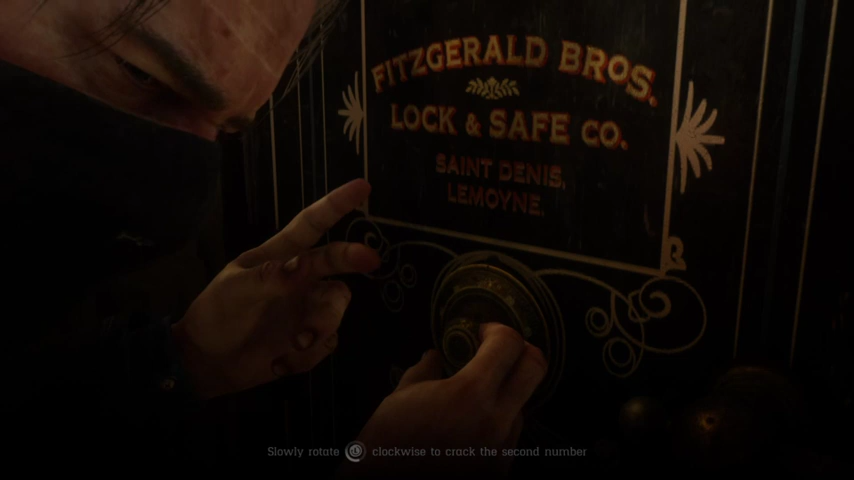 FITZGERALD BROS.
LOCK & SAFE CO.
SAINT DENIS,
LEMOYNE.
Slowly rotate clockwise to crack the second number